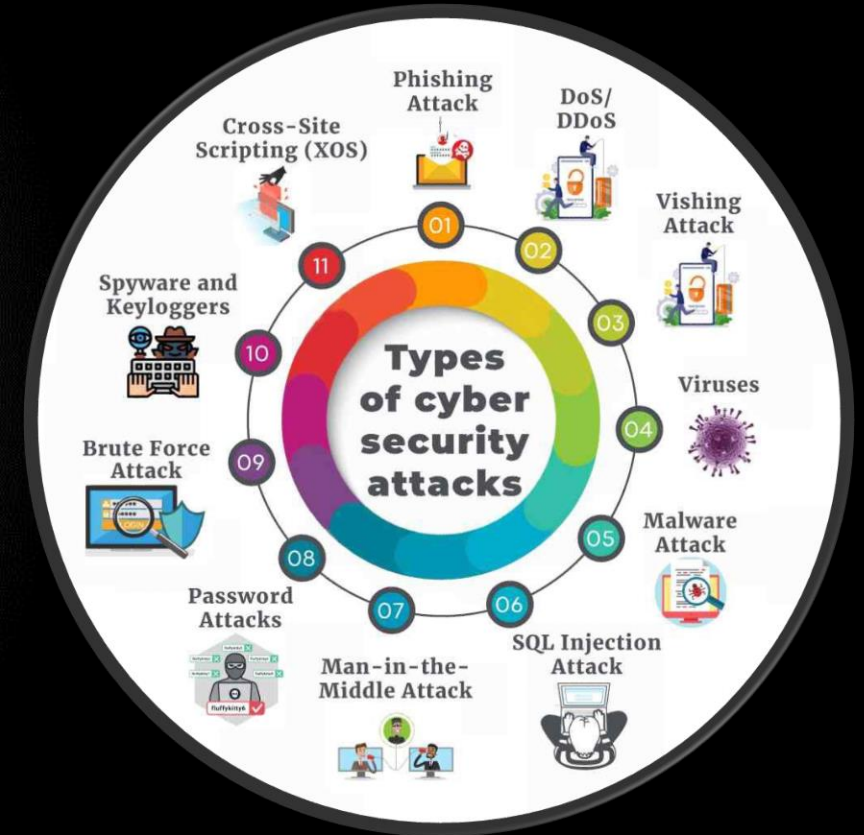 Types
of cyber
security
attacks
01
Phishing
Attack
02
DoS/
DDoS
03
Vishing
Attack
04
Viruses
05
Malware
Attack
06
SQL Injection
Attack
07
Man-in-the-
Middle Attack
08
Password
Attacks
fluffykitty6
09
Brute Force
Attack
LOGIN
10
Spyware and
Keyloggers
11
Cross-Site
Scripting (XOS)